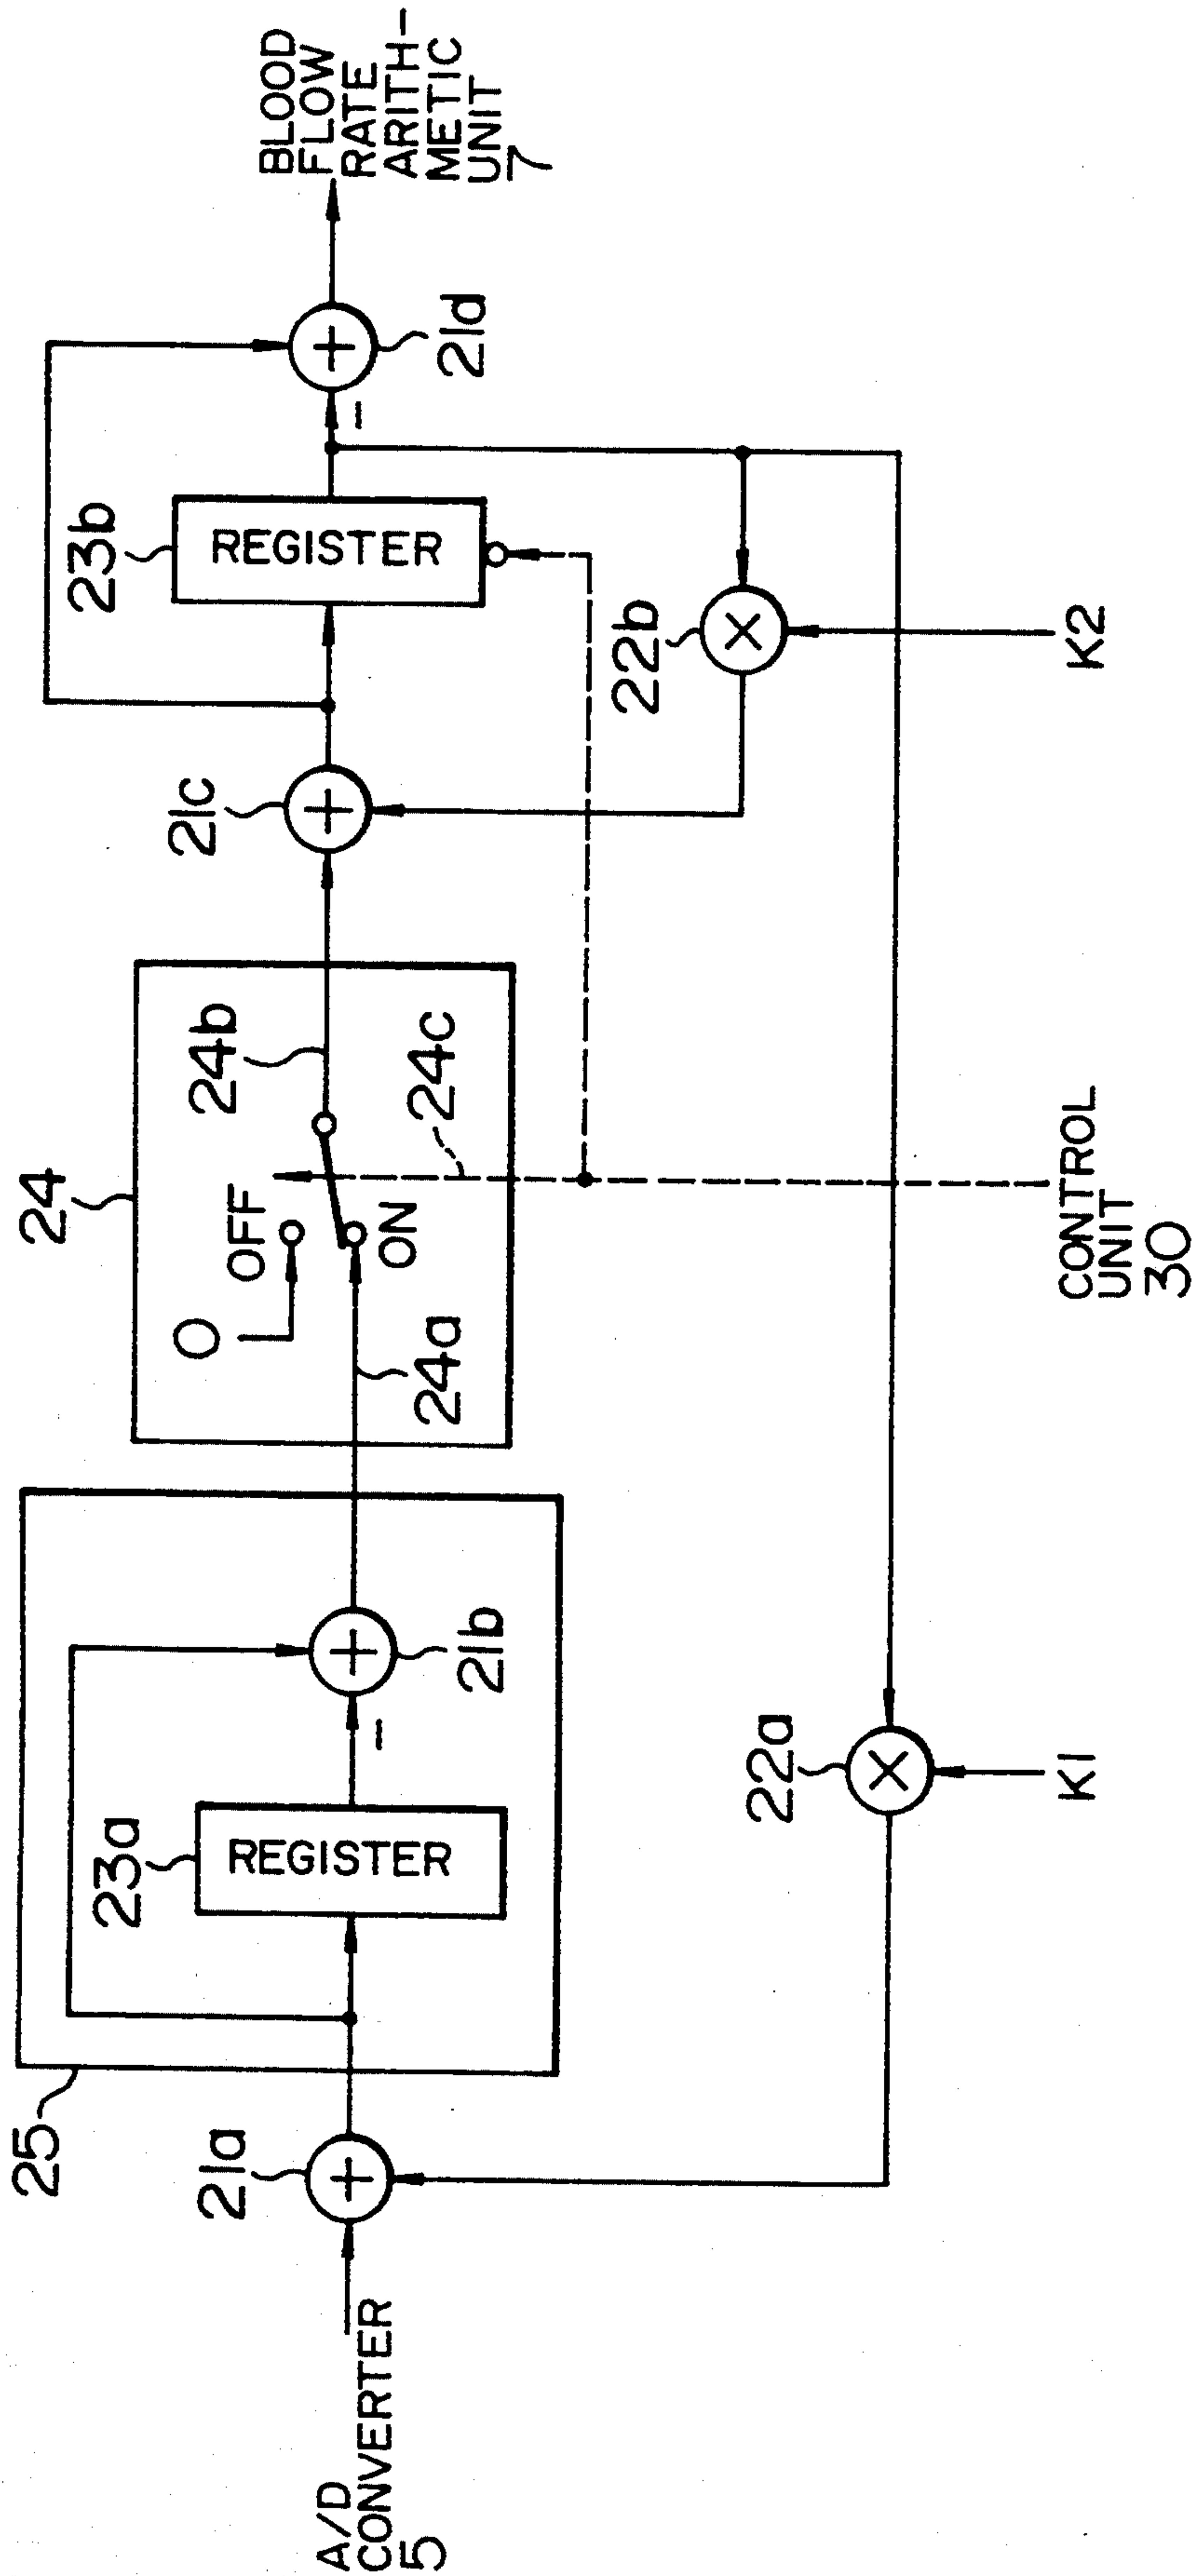 A/D
CONVERTER
5
25
21a
23a
REGISTER
−
21b
24
O
OFF
ON
24a
24b
24c
21c
23b
REGISTER
−
21d
BLOOD
FLOW
RATE
ARITH-
METIC
UNIT
7
22a
K1
22b
K2
CONTROL
UNIT
30